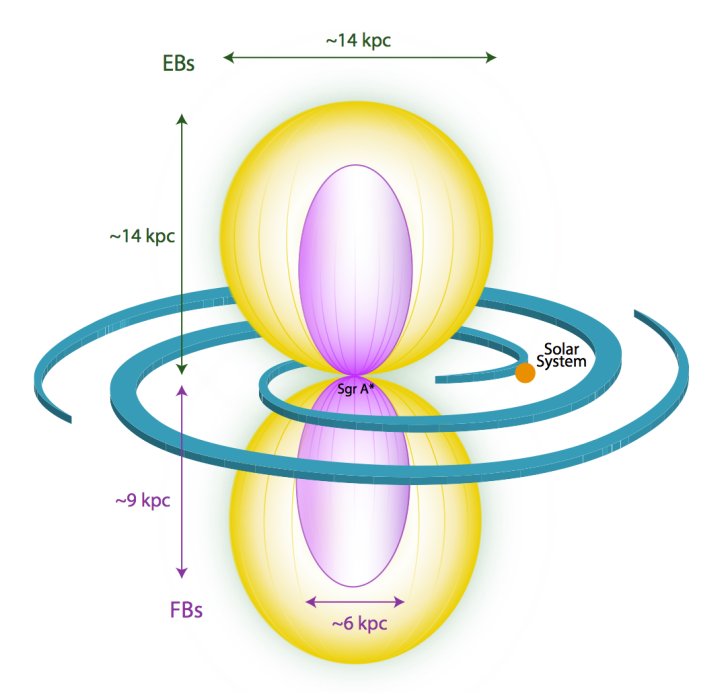 ~14 kpc
EBs
~14 kpc
Solar
System
Sgr A*
~9 kpc
FBs
~6 kpc